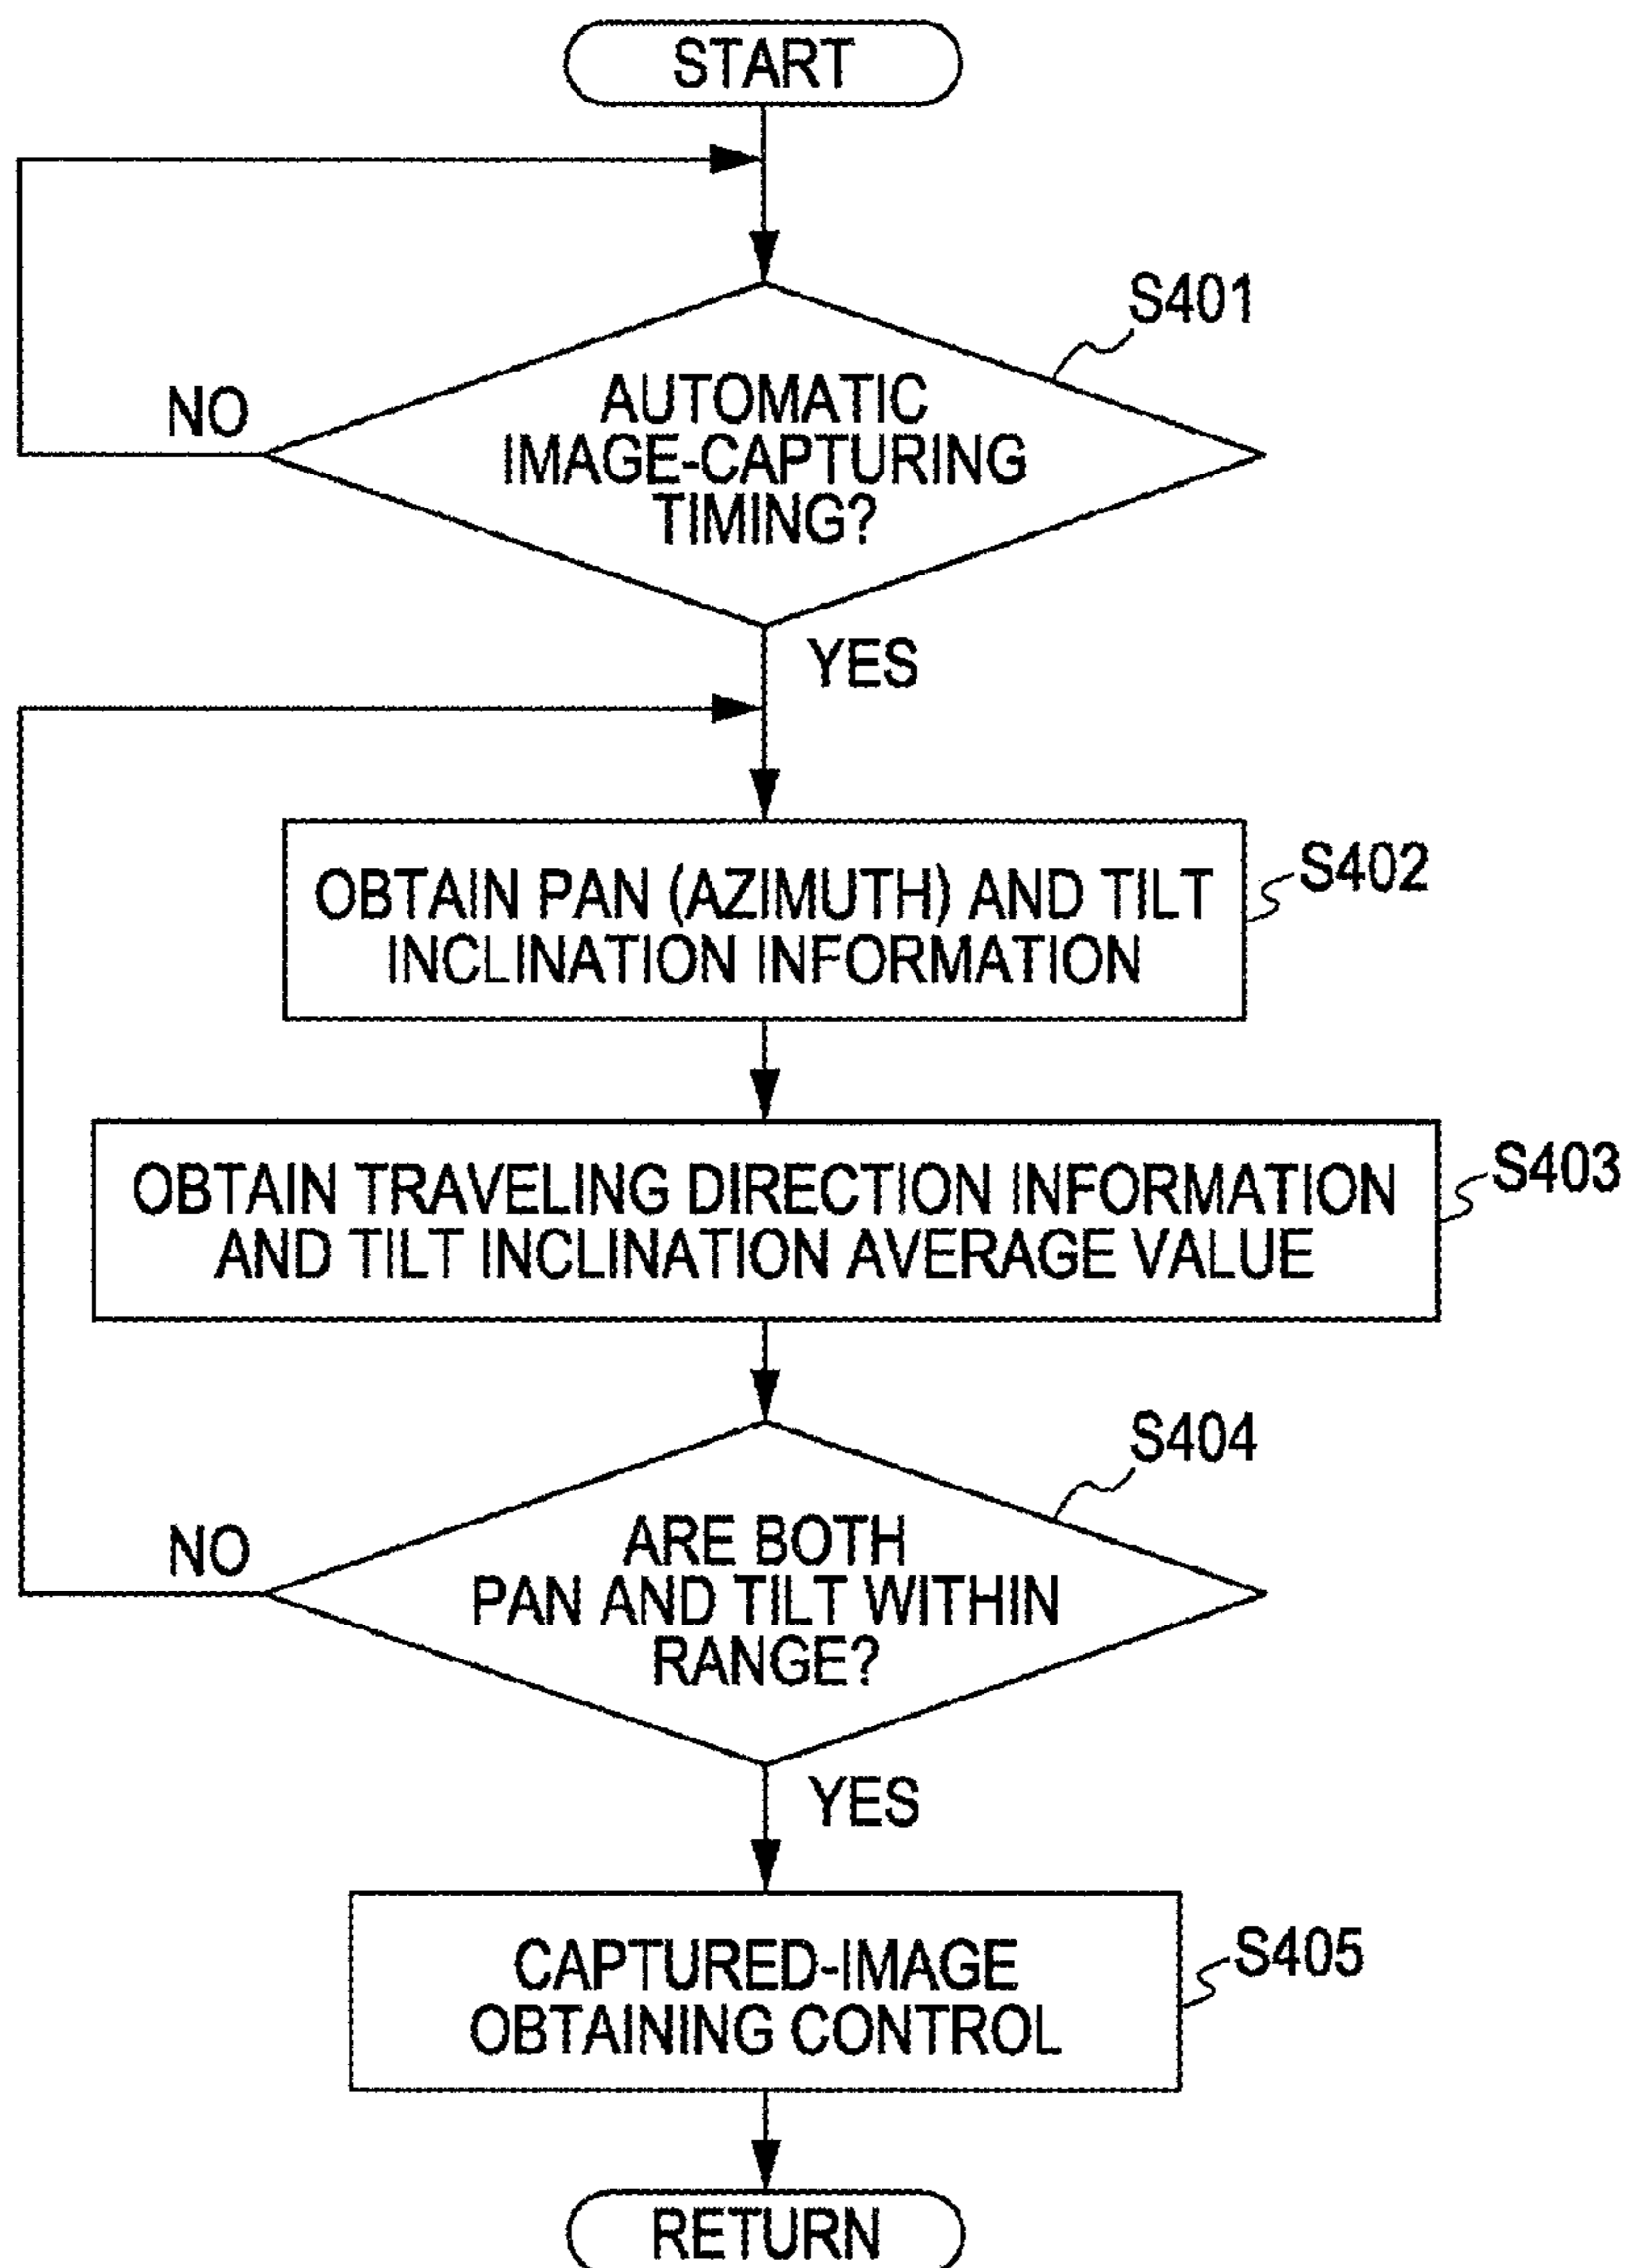 START
S401
AUTOMATIC
IMAGE-CAPTURING
TIMING?
NO
YES
S402
OBTAIN PAN (AZIMUTH) AND TILT
INCLINATION INFORMATION
S403
OBTAIN TRAVELING DIRECTION INFORMATION
AND TILT INCLINATION AVERAGE VALUE
S404
ARE BOTH
PAN AND TILT WITHIN
RANGE?
NO
YES
S405
CAPTURED-IMAGE
OBTAINING CONTROL
RETURN